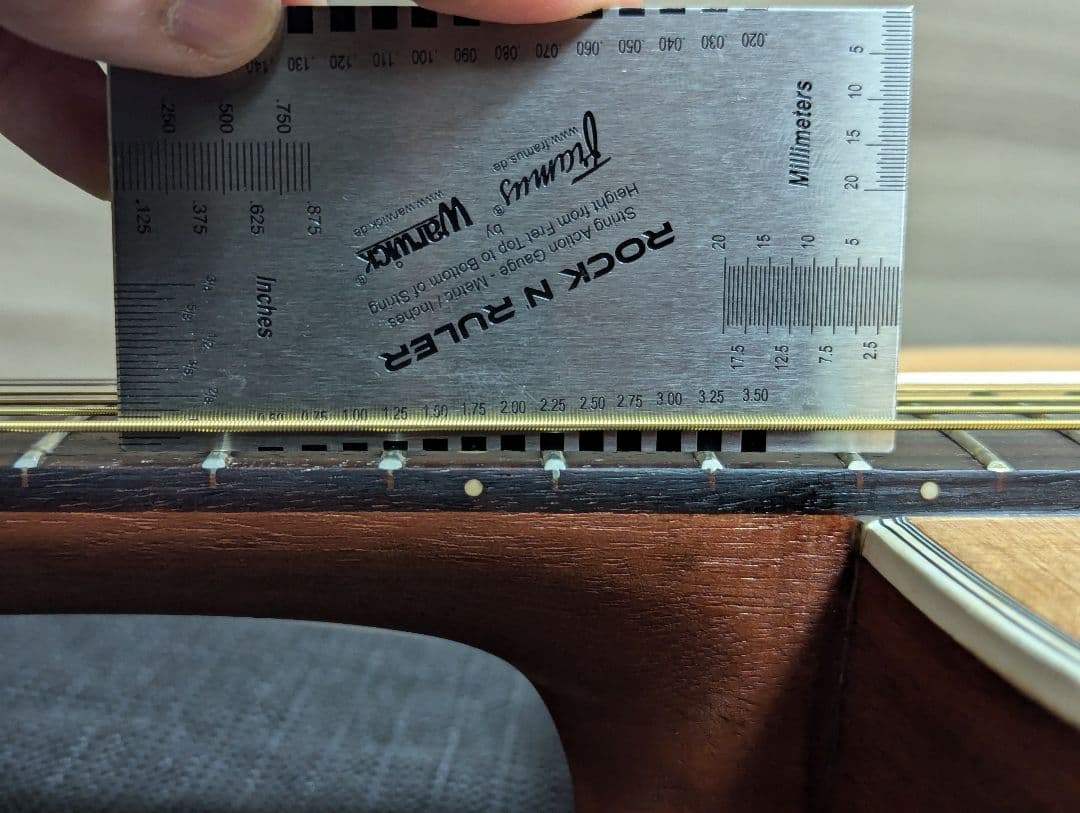 .140 .130 .120 .110 .100 .090 .080 .070 .060 .050 .040 .030 .020
.250 .500 .750
.125 .375 .625 .875
Inches
Millimeters
5 10 15 20
20 15 10 5
17.5 12.5 7.5 2.5
ROCK N' RULER
String Action Gauge - Metric / Inches
Height from Fret Top to Bottom of String
Warwick® by Framus®
www.warwick.de www.framus.de
0.50 0.75 1.00 1.25 1.50 1.75 2.00 2.25 2.50 2.75 3.00 3.25 3.50